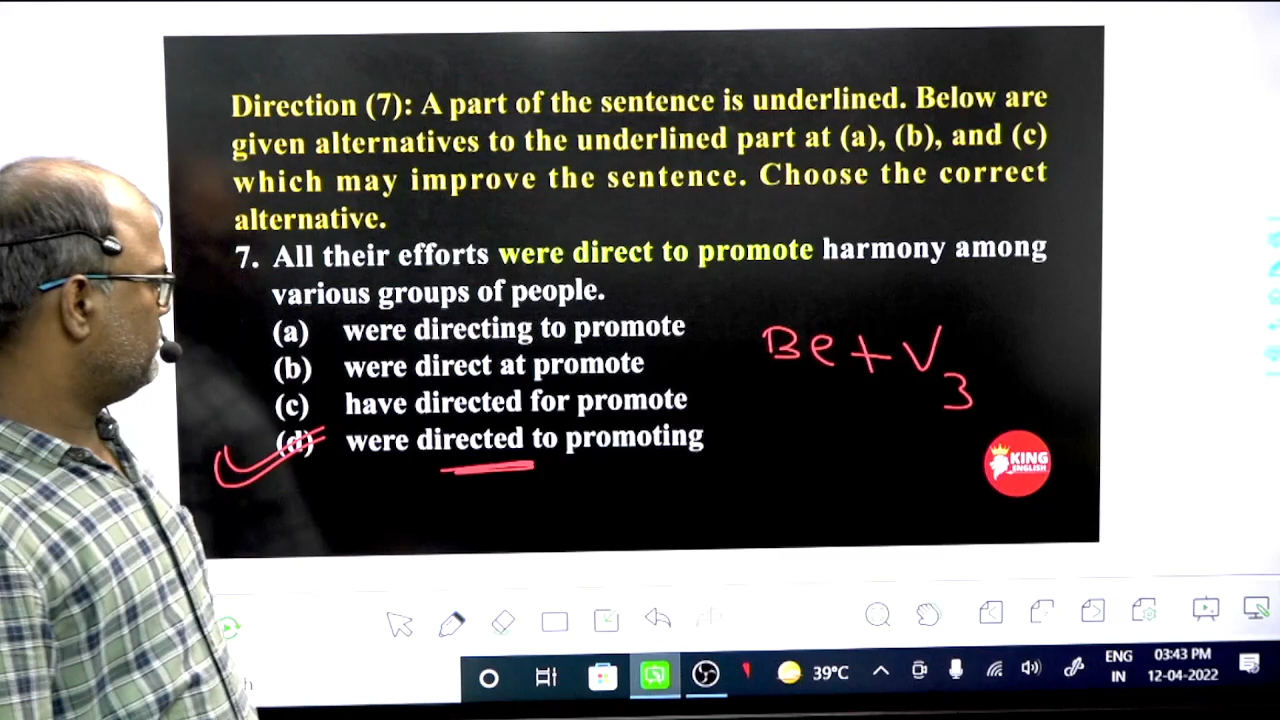 Direction (7): A part of the sentence is underlined. Below are
given alternatives to the underlined part at (a), (b), and (c)
which may improve the sentence. Choose the correct
alternative.
7. All their efforts were direct to promote harmony among
various groups of people.
(a) were directing to promote
(b) were direct at promote
(c) have directed for promote
(d) were directed to promoting
Be + V3
KING
ENGLISH
39°C
ENG
IN
03:43 PM
12-04-2022